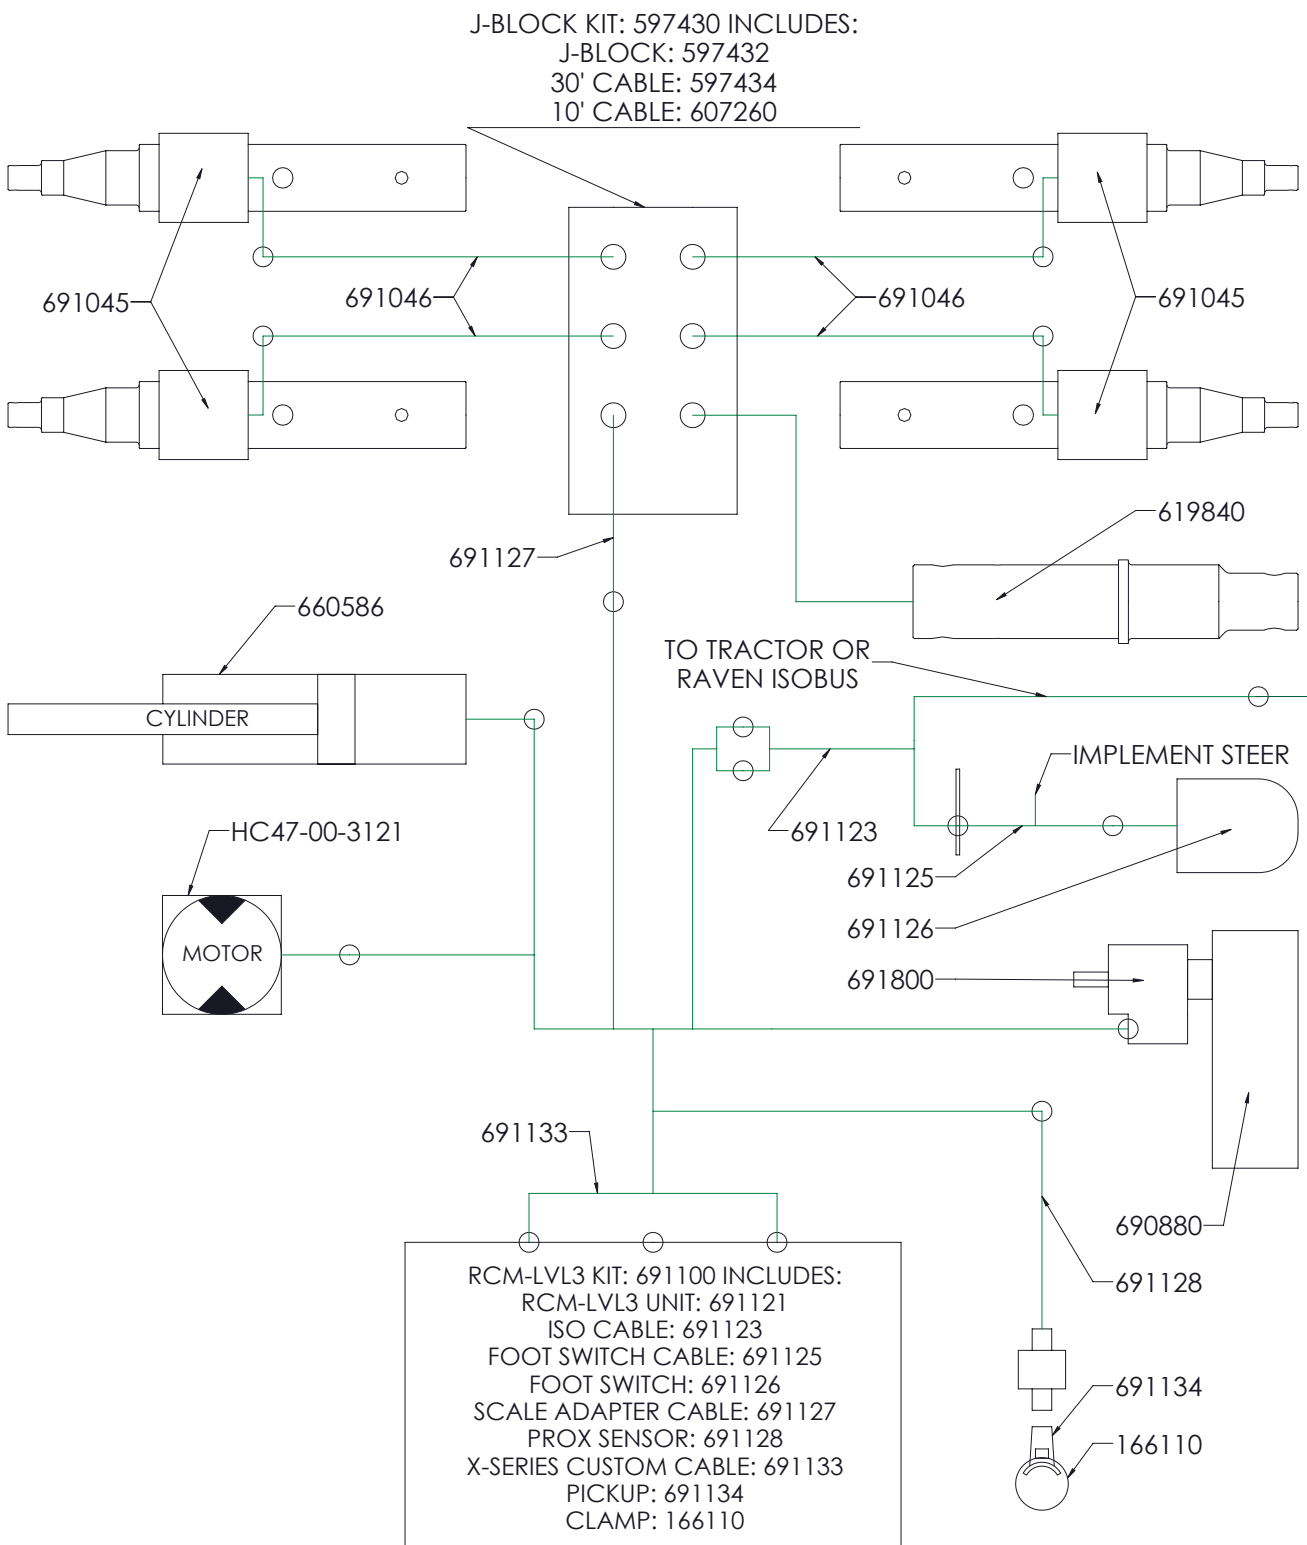 J-BLOCK KIT: 597430 INCLUDES:
J-BLOCK: 597432
30' CABLE: 597434
10' CABLE: 607260
691045
691046
691046
691045
619840
691127
660586
TO TRACTOR OR
RAVEN ISOBUS
CYLINDER
IMPLEMENT STEER
HC47-00-3121
691123
691125
691126
MOTOR
691800
691133
690880
691128
RCM-LVL3 KIT: 691100 INCLUDES:
RCM-LVL3 UNIT: 691121
ISO CABLE: 691123
FOOT SWITCH CABLE: 691125
FOOT SWITCH: 691126
SCALE ADAPTER CABLE: 691127
PROX SENSOR: 691128
X-SERIES CUSTOM CABLE: 691133
PICKUP: 691134
CLAMP: 166110
691134
166110